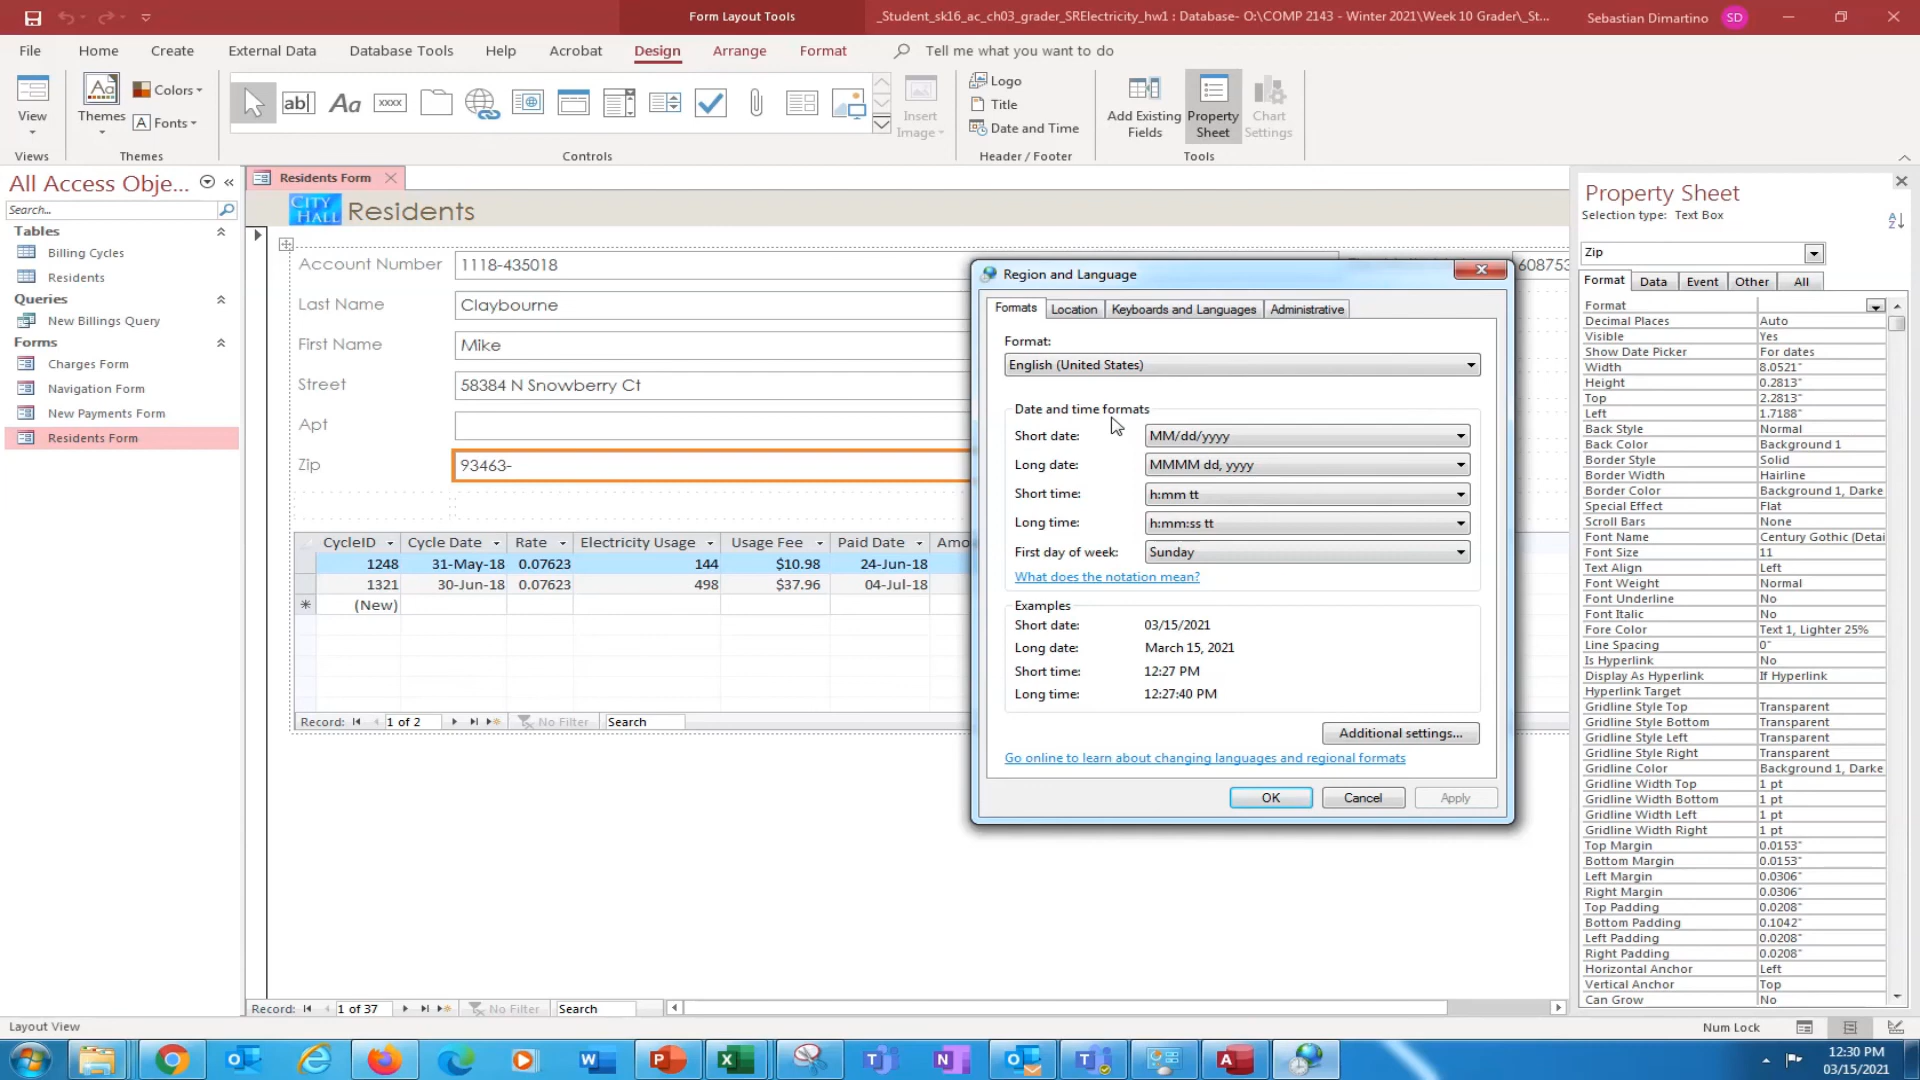 Form Layout Tools
_Student_sk16_ac_ch03_grader_SRElectricity_hw1 : Database- O:\COMP 2143 - Winter 2021\Week 10 Grader\_St...
Sebastian Dimartino SD
File Home Create External Data Database Tools Help Acrobat Design Arrange Format Tell me what you want to do
View
Views
Aa
Themes
Colors
A Fonts
Themes
ab|
Aa
xxxx
Controls
Insert Image
Logo
Title
Date and Time
Header / Footer
Add Existing Fields
Property Sheet
Chart Settings
Tools
All Access Obje...
Search...
Tables
Billing Cycles
Residents
Queries
New Billings Query
Forms
Charges Form
Navigation Form
New Payments Form
Residents Form
Residents Form
CITY HALL Residents
Account Number 1118-435018
608753
Last Name Claybourne
First Name Mike
Street 58384 N Snowberry Ct
Apt
Zip 93463-
CycleID Cycle Date Rate Electricity Usage Usage Fee Paid Date Amo
1248 31-May-18 0.07623 144 $10.98 24-Jun-18
1321 30-Jun-18 0.07623 498 $37.96 04-Jul-18
* (New)
Record: 1 of 2 No Filter Search
Region and Language
Formats Location Keyboards and Languages Administrative
Format:
English (United States)
Date and time formats
Short date: MM/dd/yyyy
Long date: MMMM dd, yyyy
Short time: h:mm tt
Long time: h:mm:ss tt
First day of week: Sunday
What does the notation mean?
Examples
Short date: 03/15/2021
Long date: March 15, 2021
Short time: 12:27 PM
Long time: 12:27:40 PM
Additional settings...
Go online to learn about changing languages and regional formats
OK Cancel Apply
Property Sheet
Selection type: Text Box
Zip
Format Data Event Other All
Format
Decimal Places Auto
Visible Yes
Show Date Picker For dates
Width 8.0521"
Height 0.2813"
Top 2.2813"
Left 1.7188"
Back Style Normal
Back Color Background 1
Border Style Solid
Border Width Hairline
Border Color Background 1, Darke
Special Effect Flat
Scroll Bars None
Font Name Century Gothic (Detai
Font Size 11
Text Align Left
Font Weight Normal
Font Underline No
Font Italic No
Fore Color Text 1, Lighter 25%
Line Spacing 0"
Is Hyperlink No
Display As Hyperlink If Hyperlink
Hyperlink Target
Gridline Style Top Transparent
Gridline Style Bottom Transparent
Gridline Style Left Transparent
Gridline Style Right Transparent
Gridline Color Background 1, Darke
Gridline Width Top 1 pt
Gridline Width Bottom 1 pt
Gridline Width Left 1 pt
Gridline Width Right 1 pt
Top Margin 0.0153"
Bottom Margin 0.0153"
Left Margin 0.0306"
Right Margin 0.0306"
Top Padding 0.0208"
Bottom Padding 0.1042"
Left Padding 0.0208"
Right Padding 0.0208"
Horizontal Anchor Left
Vertical Anchor Top
Can Grow No
Record: 1 of 37 No Filter Search
Layout View
Num Lock
12:30 PM
03/15/2021